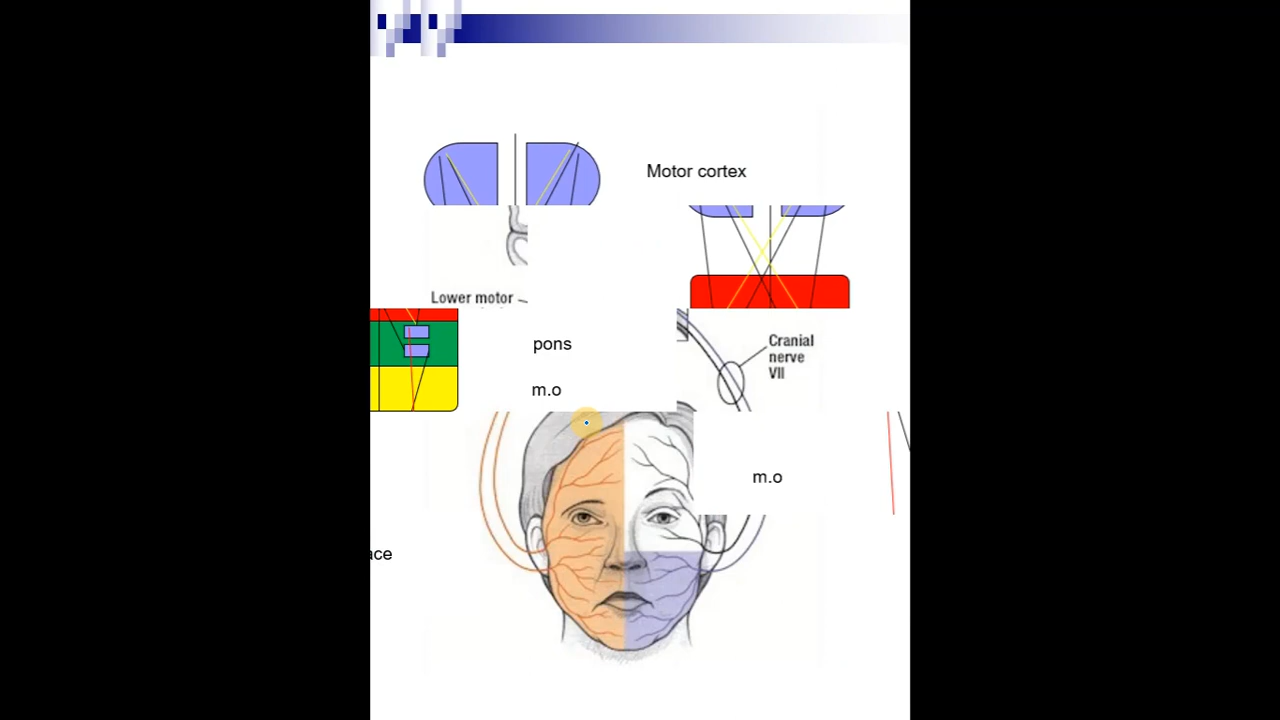 Motor cortex
Lower motor
pons
Cranial
nerve
VII
m.o
m.o
ace